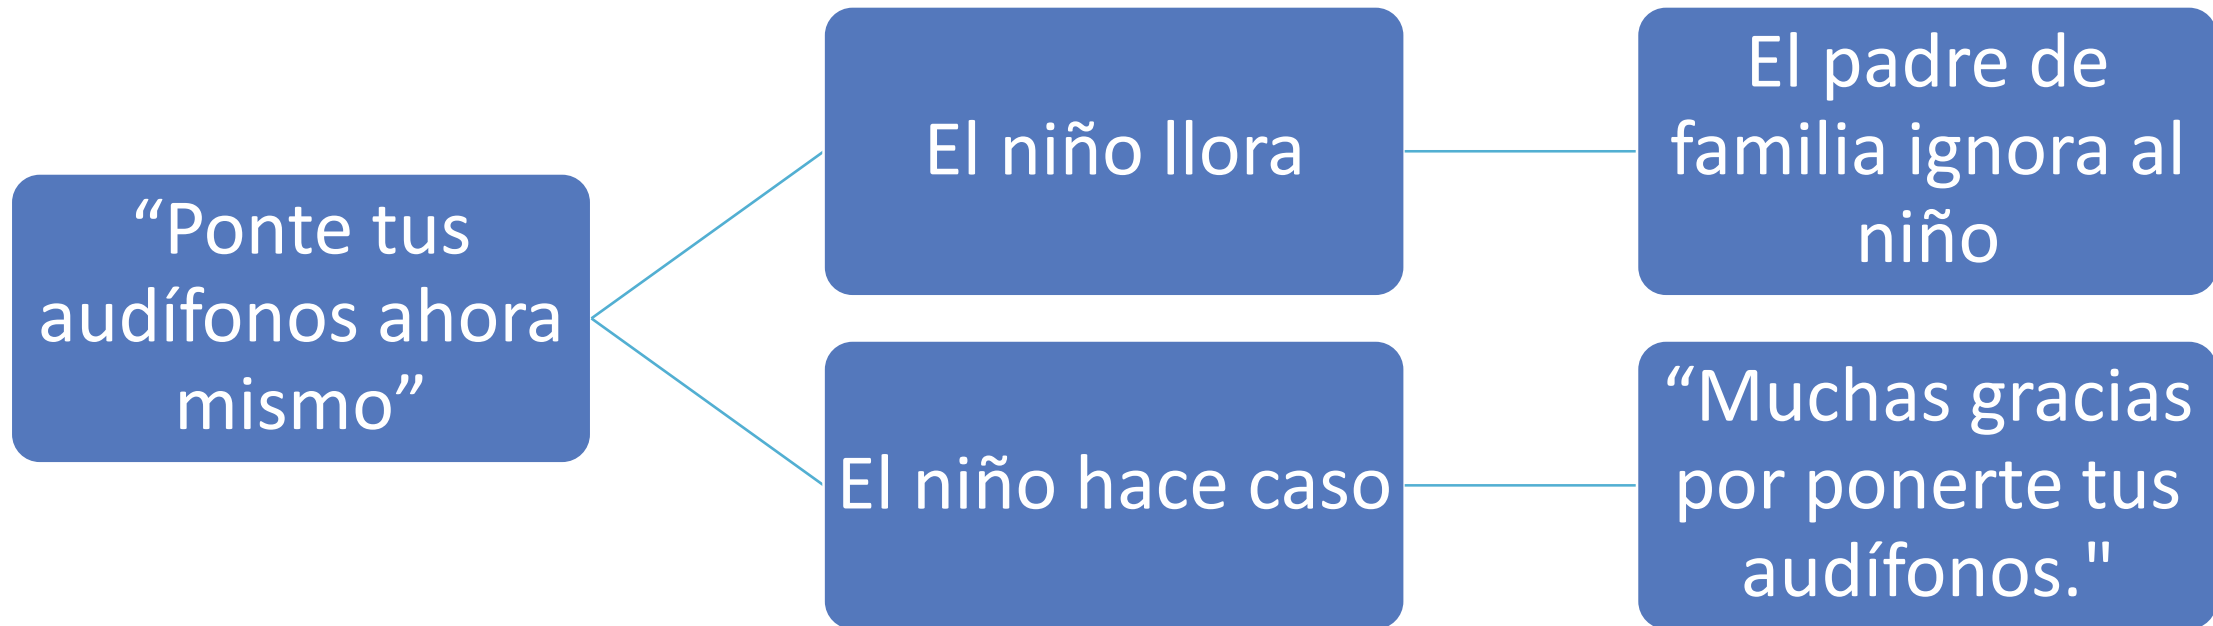 “Ponte tus
audífonos ahora
mismo”
El niño llora
El padre de
familia ignora al
niño
El niño hace caso
“Muchas gracias
por ponerte tus
audífonos."